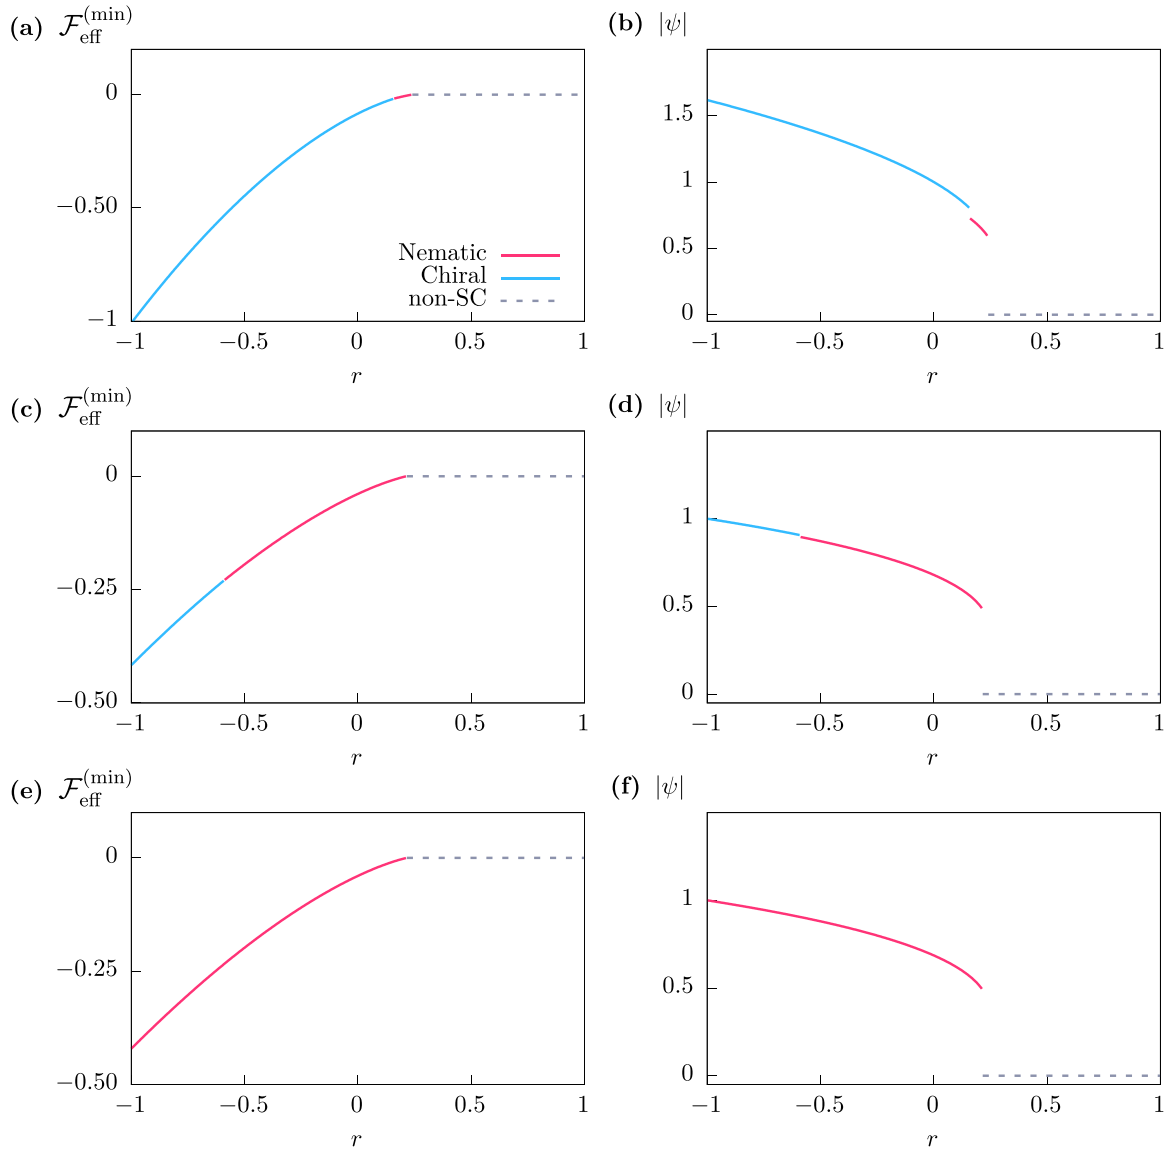 (a) F_eff^(min)
0
−0.50
−1
Nematic
Chiral
non-SC
−1 −0.5 0 0.5 1
r
(b) |ψ|
1.5
1
0.5
0
−1 −0.5 0 0.5 1
r
(c) F_eff^(min)
0
−0.25
−0.50
−1 −0.5 0 0.5 1
r
(d) |ψ|
1
0.5
0
−1 −0.5 0 0.5 1
r
(e) F_eff^(min)
0
−0.25
−0.50
−1 −0.5 0 0.5 1
r
(f) |ψ|
1
0.5
0
−1 −0.5 0 0.5 1
r